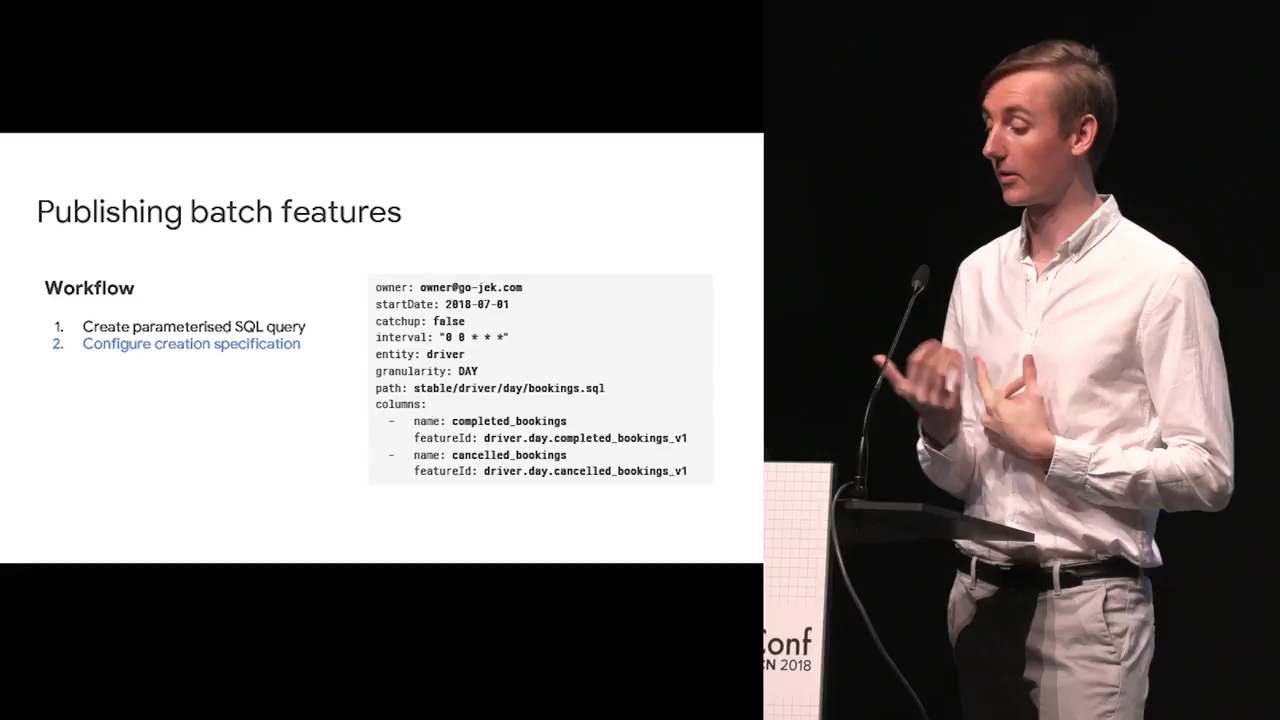 Publishing batch features
Workflow
1. Create parameterised SQL query
2. Configure creation specification
owner: owner@go-jek.com
startDate: 2018-07-01
catchup: false
interval: "0 0 * * *"
entity: driver
granularity: DAY
path: stable/driver/day/bookings.sql
columns:
- name: completed_bookings
featureId: driver.day.completed_bookings_v1
- name: cancelled_bookings
featureId: driver.day.cancelled_bookings_v1
Conf
CN 2018